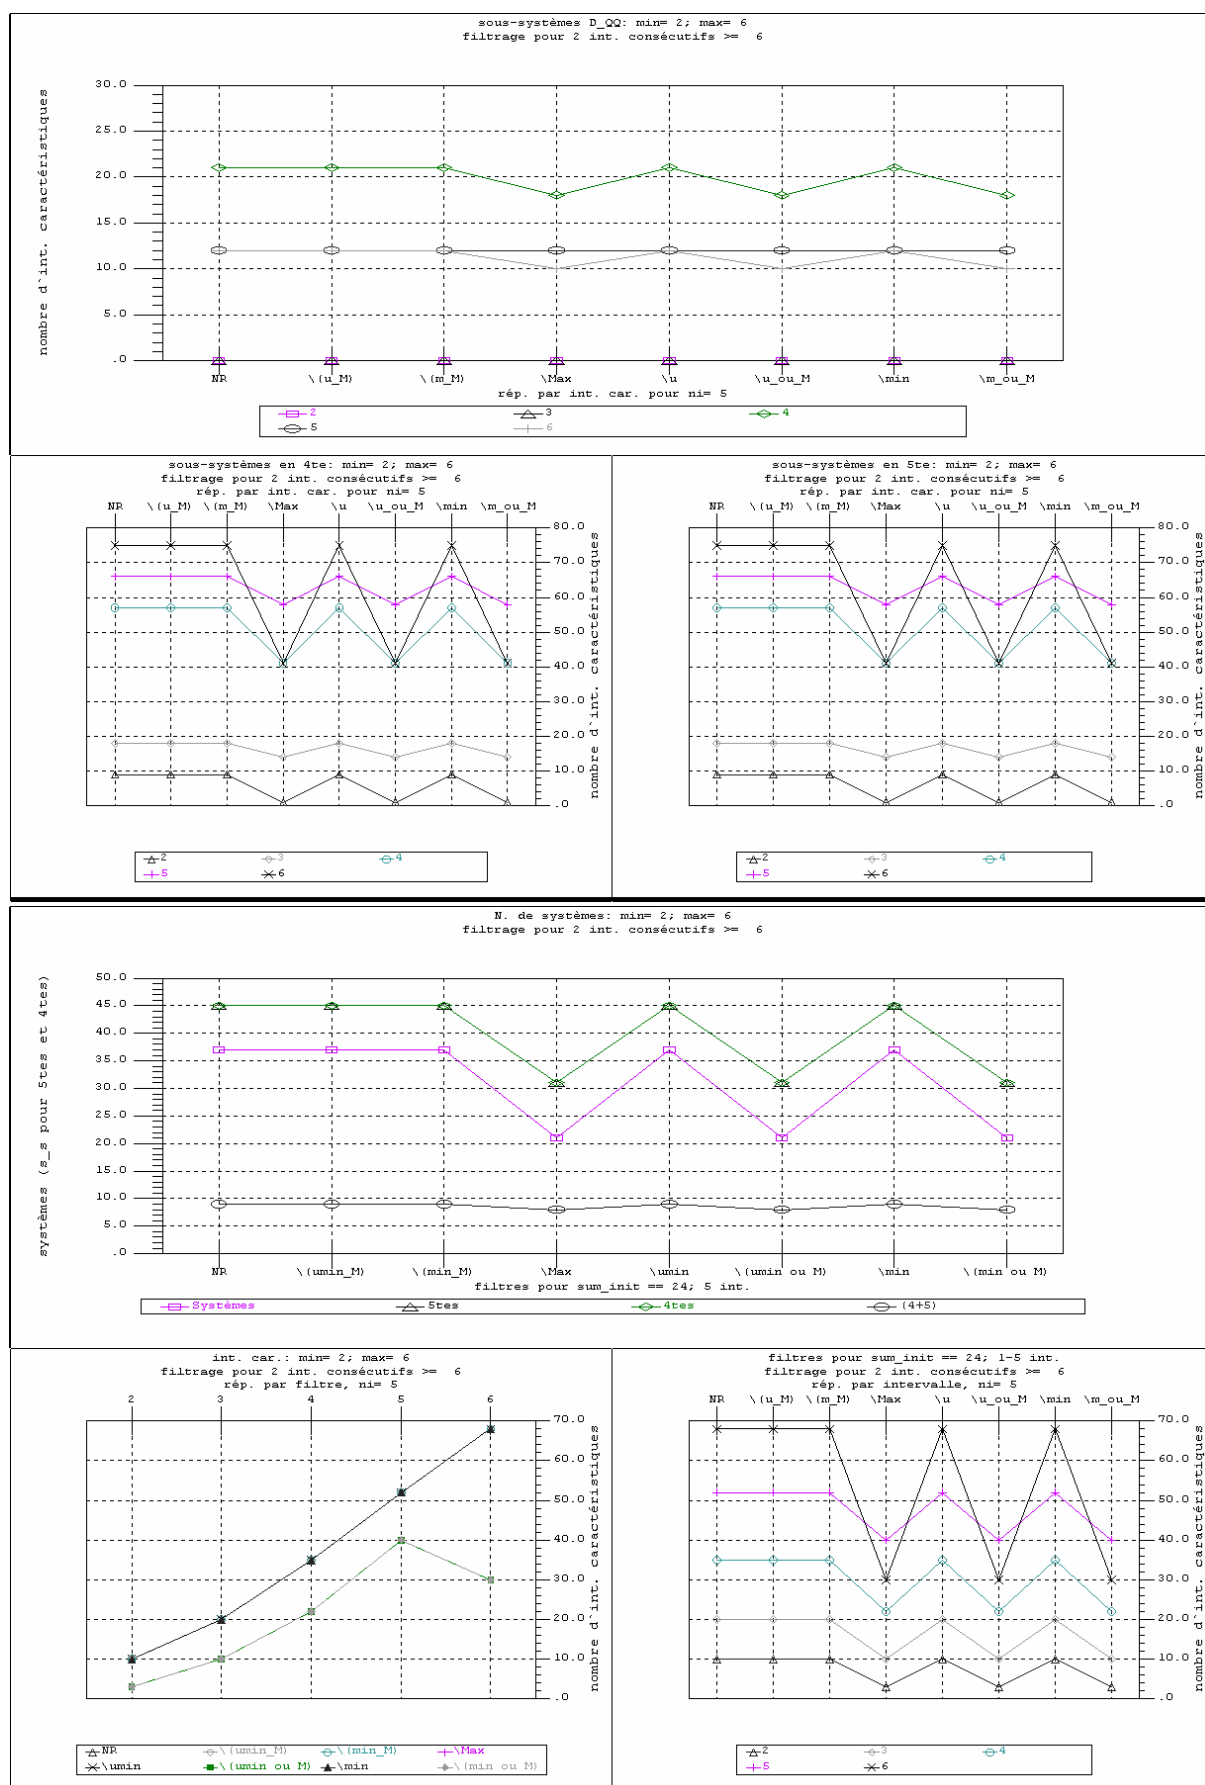 sous-systèmes D_QQ: min= 2; max= 6
filtrage pour 2 int. consécutifs >= 6
nombre d`int. caractéristiques
30.0
25.0
20.0
15.0
10.0
5.0
.0
NR \(u_M) \(m_M) \Max \u \u_ou_M \min \m_ou_M
rép. par int. car. pour ni= 5
2 3 4
5 6
sous-systèmes en 4te: min= 2; max= 6
filtrage pour 2 int. consécutifs >= 6
rép. par int. car. pour ni= 5
NR \(u_M) \(m_M) \Max \u \u_ou_M \min \m_ou_M
80.0
70.0
60.0
50.0
40.0
30.0
20.0
10.0
.0
nombre d`int. caractéristiques
2 3 4
5 6
sous-systèmes en 5te: min= 2; max= 6
filtrage pour 2 int. consécutifs >= 6
rép. par int. car. pour ni= 5
NR \(u_M) \(m_M) \Max \u \u_ou_M \min \m_ou_M
80.0
70.0
60.0
50.0
40.0
30.0
20.0
10.0
.0
nombre d`int. caractéristiques
2 3 4
5 6
N. de systèmes: min= 2; max= 6
filtrage pour 2 int. consécutifs >= 6
systèmes (s_s pour 5tes et 4tes)
50.0
45.0
40.0
35.0
30.0
25.0
20.0
15.0
10.0
5.0
.0
NR \(umin_M) \(min_M) \Max \umin \(umin ou M) \min \(min ou M)
filtres pour sum_init == 24; 5 int.
Systèmes 5tes 4tes (4+5)
int. car.: min= 2; max= 6
filtrage pour 2 int. consécutifs >= 6
rép. par filtre, ni= 5
2 3 4 5 6
70.0
60.0
50.0
40.0
30.0
20.0
10.0
.0
nombre d`int. caractéristiques
NR \(umin_M) \(min_M) \Max
\umin \(umin ou M) \min \(min ou M)
filtres pour sum_init == 24; 1-5 int.
filtrage pour 2 int. consécutifs >= 6
rép. par intervalle, ni= 5
NR \(u_M) \(m_M) \Max \u \u_ou_M \min \m_ou_M
70.0
60.0
50.0
40.0
30.0
20.0
10.0
.0
nombre d`int. caractéristiques
2 3 4
5 6